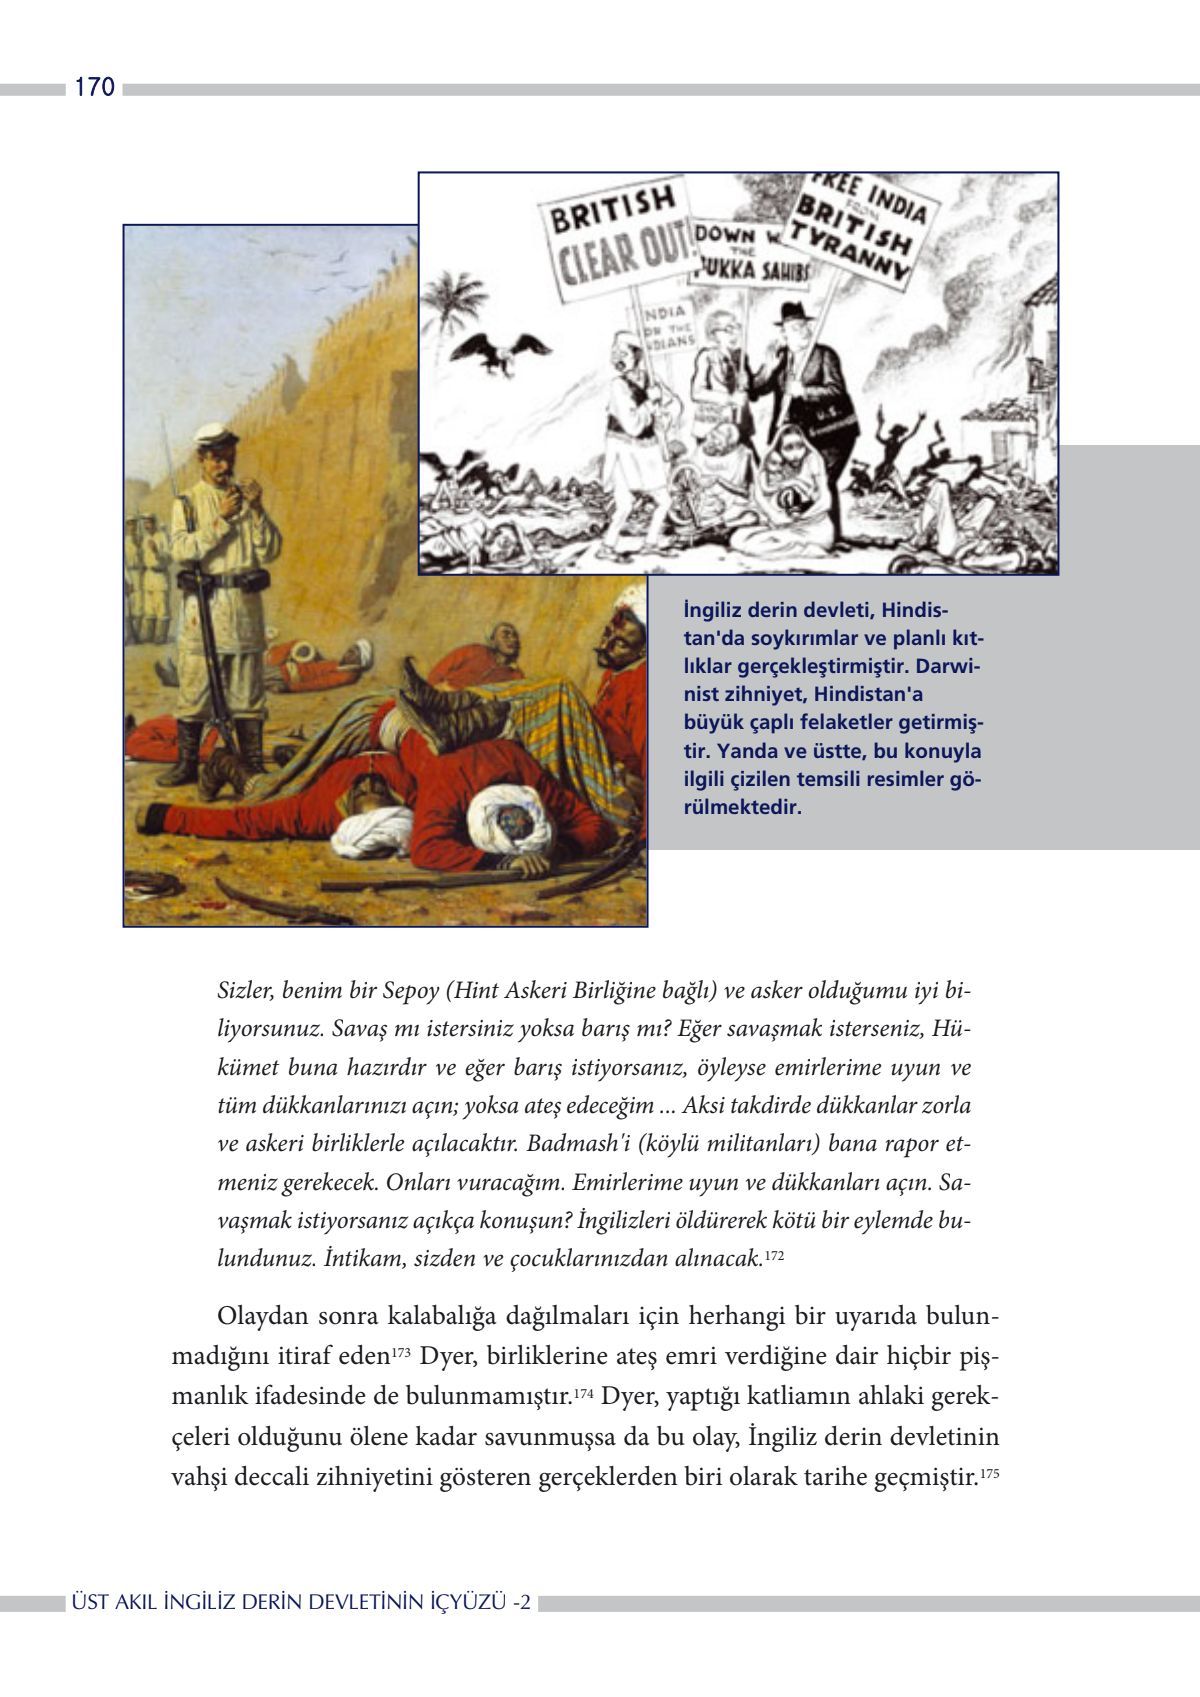 170
BRITISH
CLEAR OUT!
DOWN W
THE
PUKKA SAHIBS
FREE INDIA
FROM
BRITISH
TYRANNY
INDIA
FOR THE
INDIANS
U.S.
İngiliz derin devleti, Hindis-
tan'da soykırımlar ve planlı kıt-
lıklar gerçekleştirmiştir. Darwi-
nist zihniyet, Hindistan'a
büyük çaplı felaketler getirmiş-
tir. Yanda ve üstte, bu konuyla
ilgili çizilen temsili resimler gö-
rülmektedir.
Sizler, benim bir Sepoy (Hint Askeri Birliğine bağlı) ve asker olduğumu iyi bi-
liyorsunuz. Savaş mı istersiniz yoksa barış mı? Eğer savaşmak isterseniz, Hü-
kümet buna hazırdır ve eğer barış istiyorsanız, öyleyse emirlerime uyun ve
tüm dükkanlarınızı açın; yoksa ateş edeceğim ... Aksi takdirde dükkanlar zorla
ve askeri birliklerle açılacaktır. Badmash'i (köylü militanları) bana rapor et-
meniz gerekecek. Onları vuracağım. Emirlerime uyun ve dükkanları açın. Sa-
vaşmak istiyorsanız açıkça konuşun? İngilizleri öldürerek kötü bir eylemde bu-
lundunuz. İntikam, sizden ve çocuklarınızdan alınacak.172
Olaydan sonra kalabalığa dağılmaları için herhangi bir uyarıda bulun-
madığını itiraf eden173 Dyer, birliklerine ateş emri verdiğine dair hiçbir piş-
manlık ifadesinde de bulunmamıştır.174 Dyer, yaptığı katliamın ahlaki gerek-
çeleri olduğunu ölene kadar savunmuşsa da bu olay, İngiliz derin devletinin
vahşi deccali zihniyetini gösteren gerçeklerden biri olarak tarihe geçmiştir.175
ÜST AKIL İNGİLİZ DERİN DEVLETİNİN İÇYÜZÜ -2